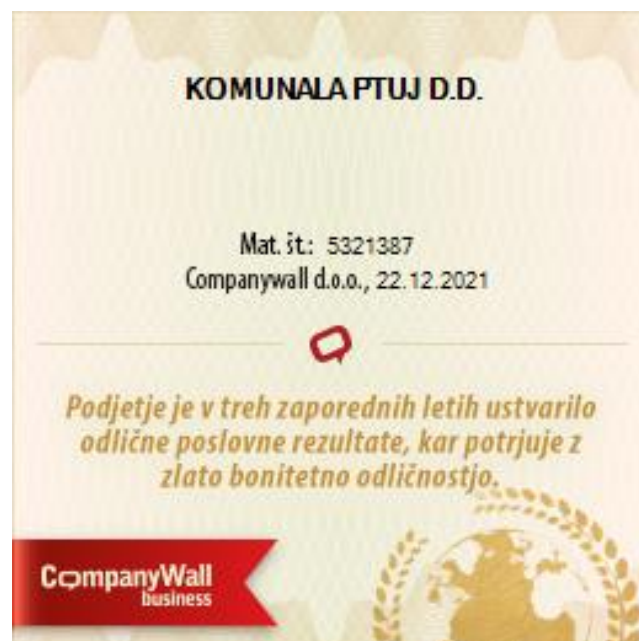 KOMUNALA PTUJ D.D.
Mat. št.: 5321387
Companywall d.o.o., 22.12.2021
Podjetje je v treh zaporednih letih ustvarilo
odlične poslovne rezultate, kar potrjuje z
zlato bonitetno odličnostjo.
CompanyWall
business